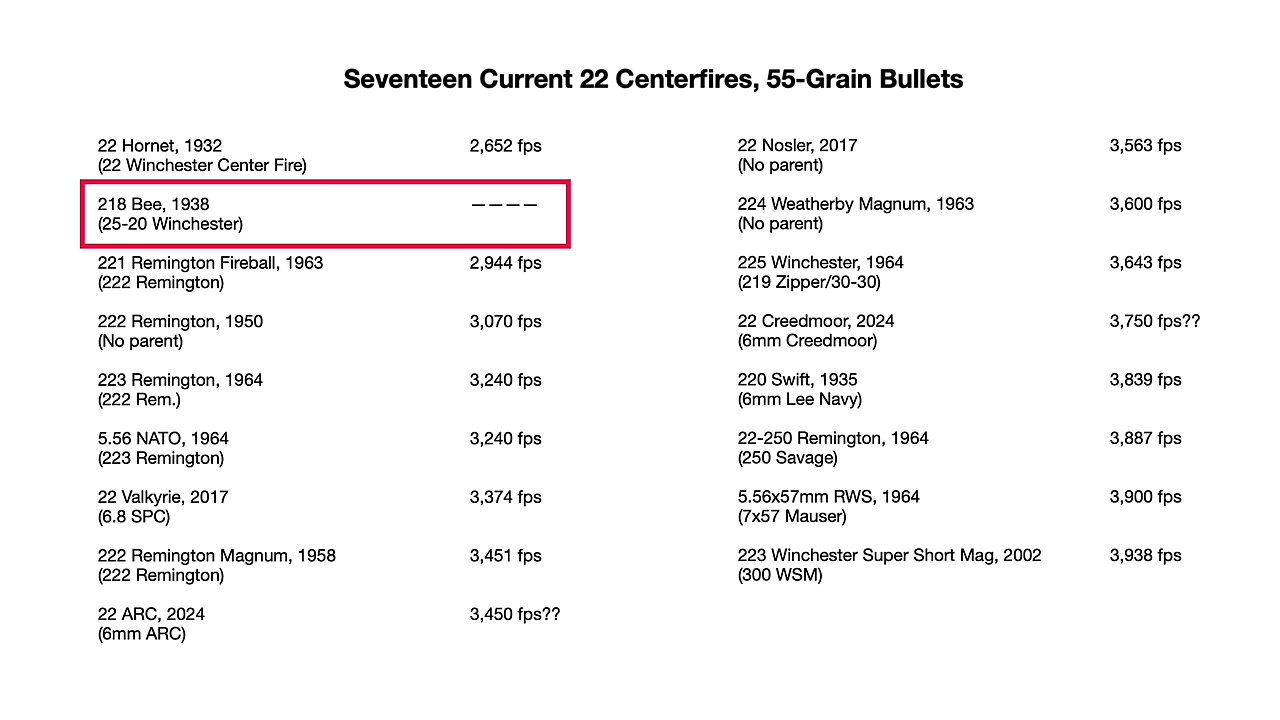 Seventeen Current 22 Centerfires, 55-Grain Bullets
22 Hornet, 1932 2,652 fps
(22 Winchester Center Fire)
218 Bee, 1938 – – – –
(25-20 Winchester)
221 Remington Fireball, 1963 2,944 fps
(222 Remington)
222 Remington, 1950 3,070 fps
(No parent)
223 Remington, 1964 3,240 fps
(222 Rem.)
5.56 NATO, 1964 3,240 fps
(223 Remington)
22 Valkyrie, 2017 3,374 fps
(6.8 SPC)
222 Remington Magnum, 1958 3,451 fps
(222 Remington)
22 ARC, 2024 3,450 fps??
(6mm ARC)
22 Nosler, 2017 3,563 fps
(No parent)
224 Weatherby Magnum, 1963 3,600 fps
(No parent)
225 Winchester, 1964 3,643 fps
(219 Zipper/30-30)
22 Creedmoor, 2024 3,750 fps??
(6mm Creedmoor)
220 Swift, 1935 3,839 fps
(6mm Lee Navy)
22-250 Remington, 1964 3,887 fps
(250 Savage)
5.56x57mm RWS, 1964 3,900 fps
(7x57 Mauser)
223 Winchester Super Short Mag, 2002 3,938 fps
(300 WSM)